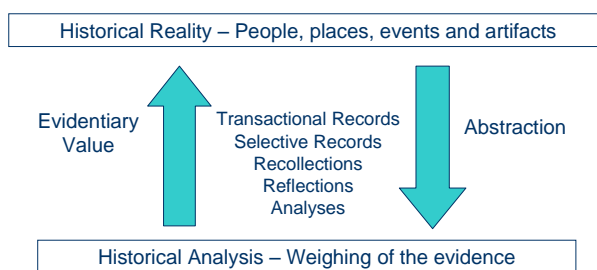 Historical Reality – People, places, events and artifacts
Evidentiary
Value
Transactional Records
Selective Records
Recollections
Reflections
Analyses
Abstraction
Historical Analysis – Weighing of the evidence